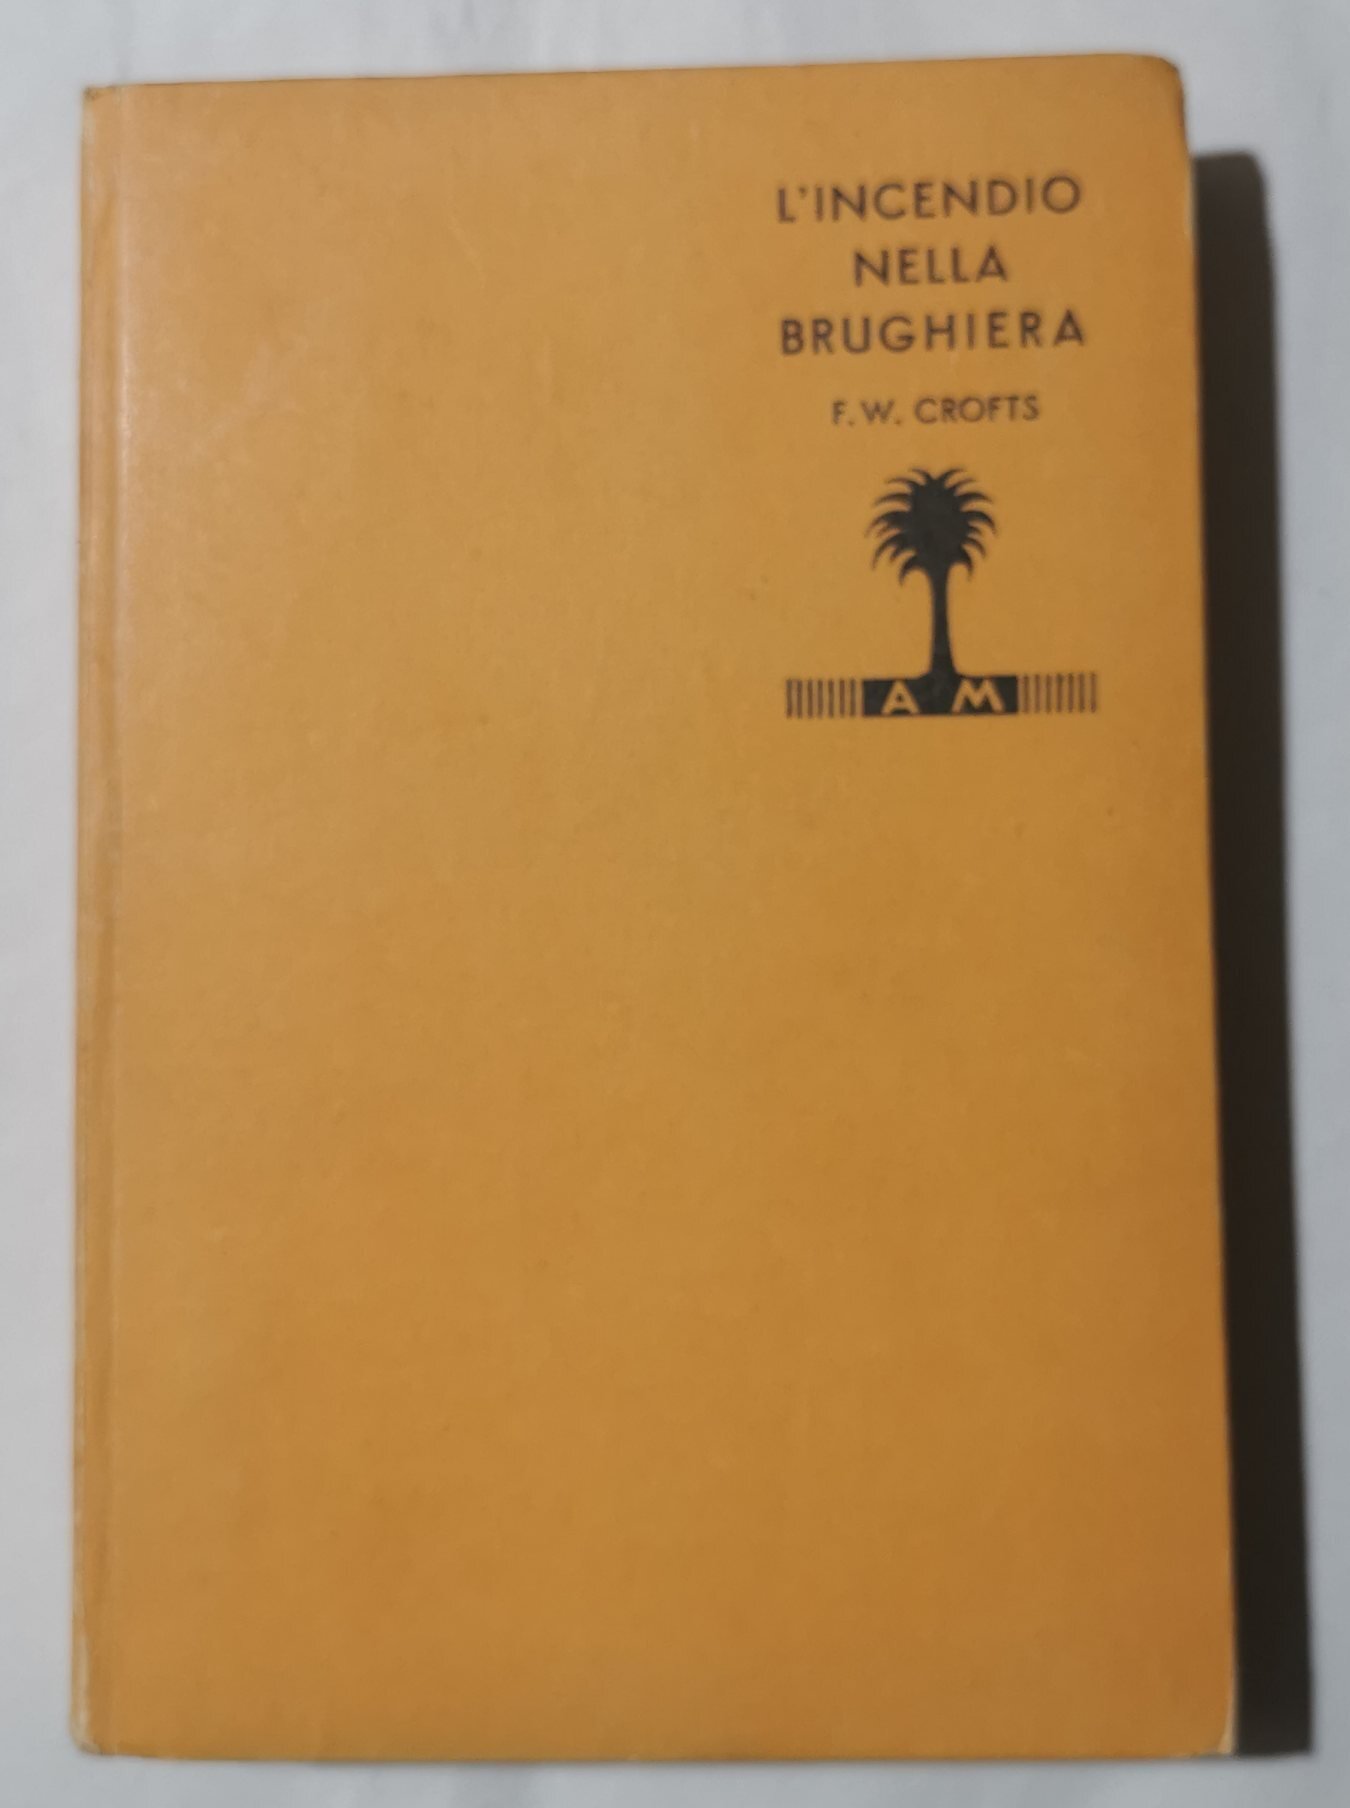 L'INCENDIO
NELLA
BRUGHIERA
F. W. CROFTS
A M